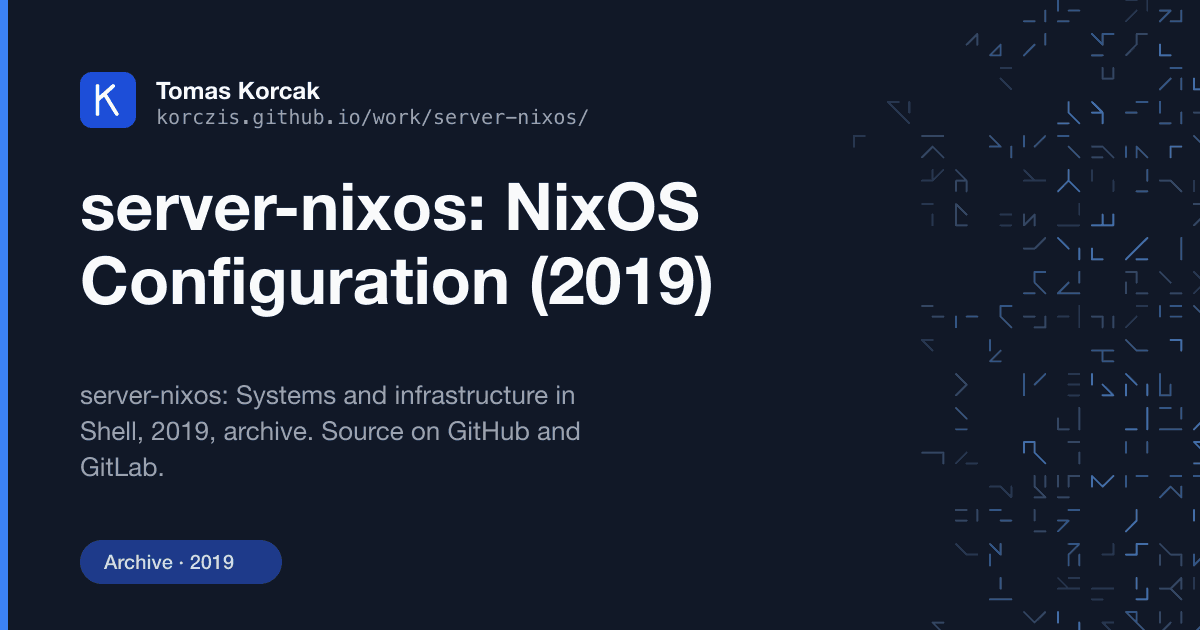 K
Tomas Korcak
korczis.github.io/work/server-nixos/
server-nixos: NixOS
Configuration (2019)
server-nixos: Systems and infrastructure in
Shell, 2019, archive. Source on GitHub and
GitLab.
Archive · 2019